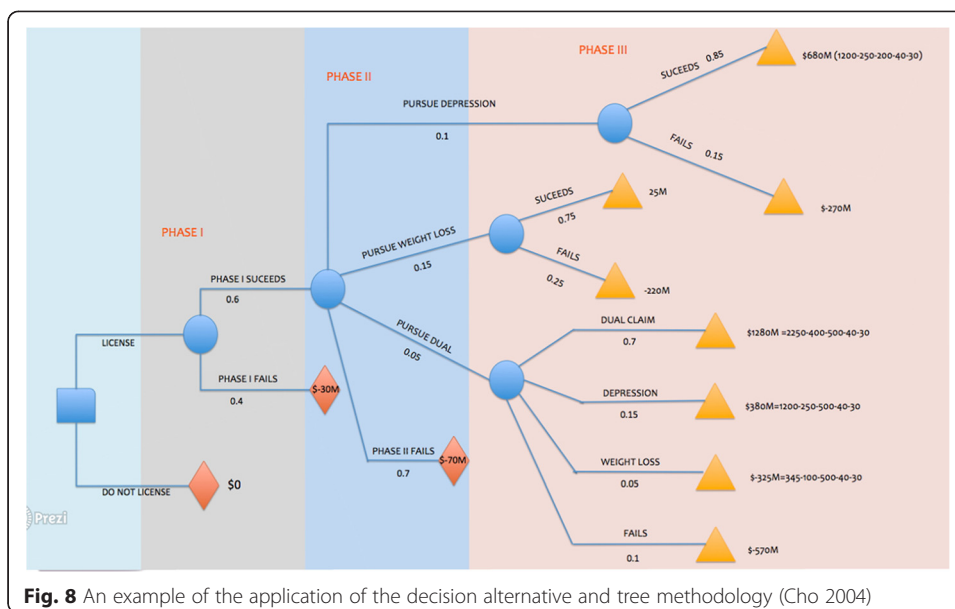 PHASE III
SUCEEDS 0.85
$680M (1200-250-200-40-30)
PHASE II
PURSUE DEPRESSION
0.1
FAILS 0.15
$-270M
SUCEEDS
0.75
25M
PHASE I
PURSUE WEIGHT LOSS
0.15
FAILS
0.25
-220M
PHASE I SUCEEDS
0.6
DUAL CLAIM
0.7
$1280M =2250-400-500-40-30
LICENSE
PURSUE DUAL
0.05
PHASE I FAILS
0.4
$-30M
DEPRESSION
0.15
$380M=1200-250-500-40-30
PHASE II FAILS
0.7
$-70M
WEIGHT LOSS
0.05
$-325M=345-100-500-40-30
DO NOT LICENSE
$0
FAILS
0.1
$-570M
Prezi
Fig. 8 An example of the application of the decision alternative and tree methodology (Cho 2004)